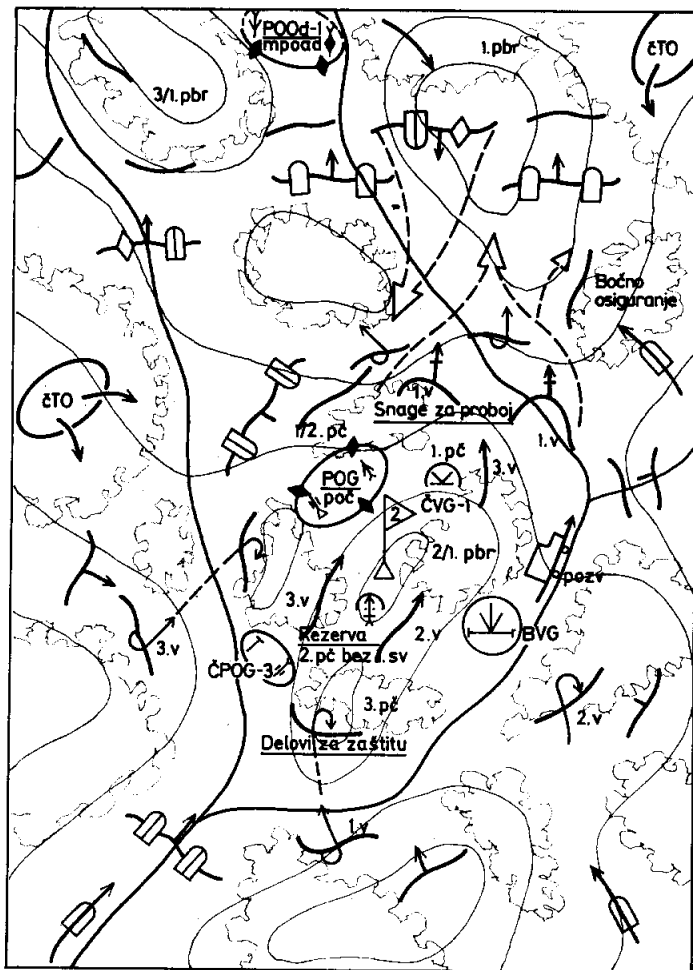 POOd-1
mpoad
1.pbr
čTO
3/1.pbr
Bočno
osiguranje
čTO
1.v
Snage za proboj
1/2. pč
1.v
1.pč
3.v
POG
poč
ČVG-1
2
2/1. pbr
pozv
3.v
3.v
Rezerva
2.v
BVG
2. pč bez 1. sv
ČPOG-3
3.pč
2.v
Delovi za zaštitu
1.v